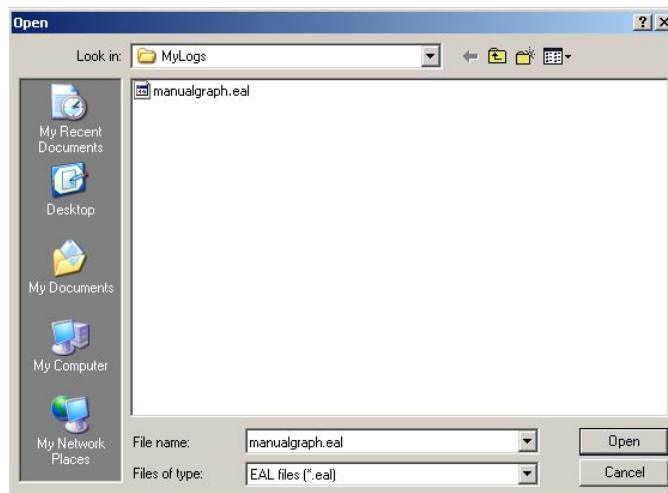 Open
Look in:
MyLogs
manualgraph.eal
My Recent
Documents
Desktop
My Documents
My Computer
My Network
Places
File name:
manualgraph.eal
Open
Files of type:
EAL files (*.eal)
Cancel